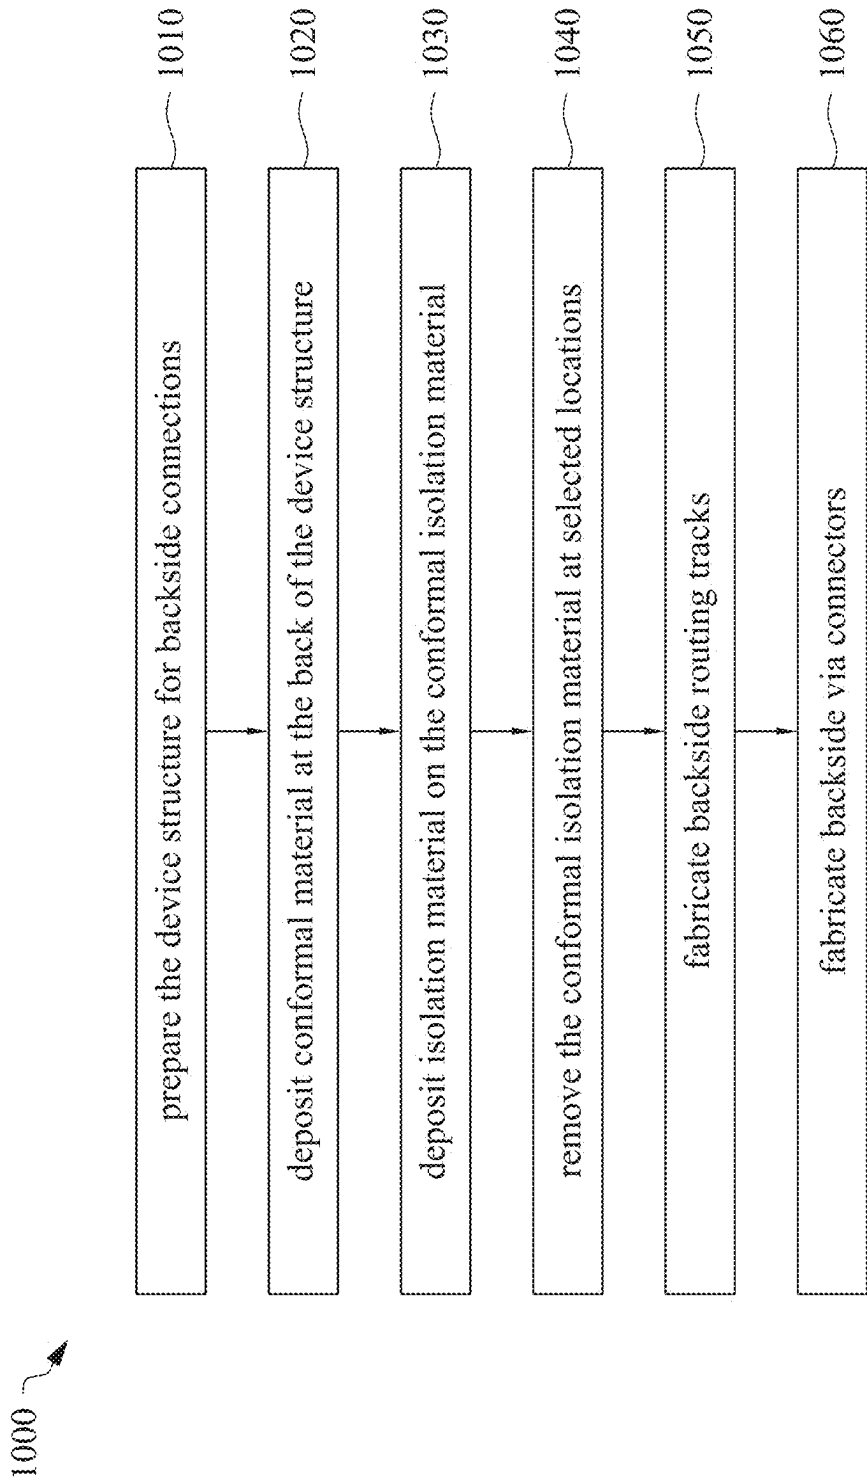 1000
prepare the device structure for backside connections
1010
deposit conformal material at the back of the device structure
1020
deposit isolation material on the conformal isolation material
1030
remove the conformal isolation material at selected locations
1040
fabricate backside routing tracks
1050
fabricate backside via connectors
1060